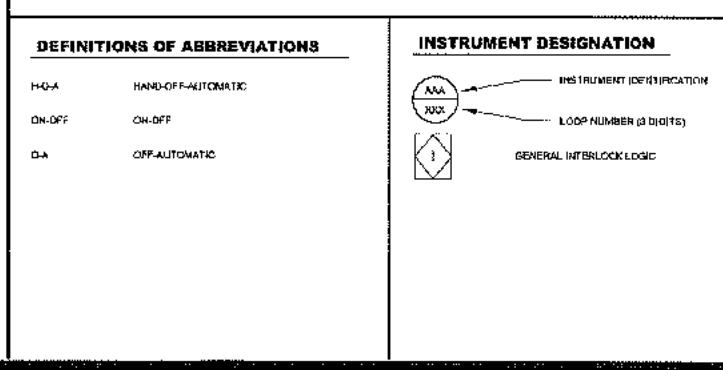 DEFINITIONS OF ABBREVIATIONS
H-O-A HAND-OFF-AUTOMATIC
ON-OFF ON-OFF
O-A OFF-AUTOMATIC
INSTRUMENT DESIGNATION
AAA
INSTRUMENT IDENTIFICATION
XXX
LOOP NUMBER (3 DIGITS)
GENERAL INTERLOCK LOGIC